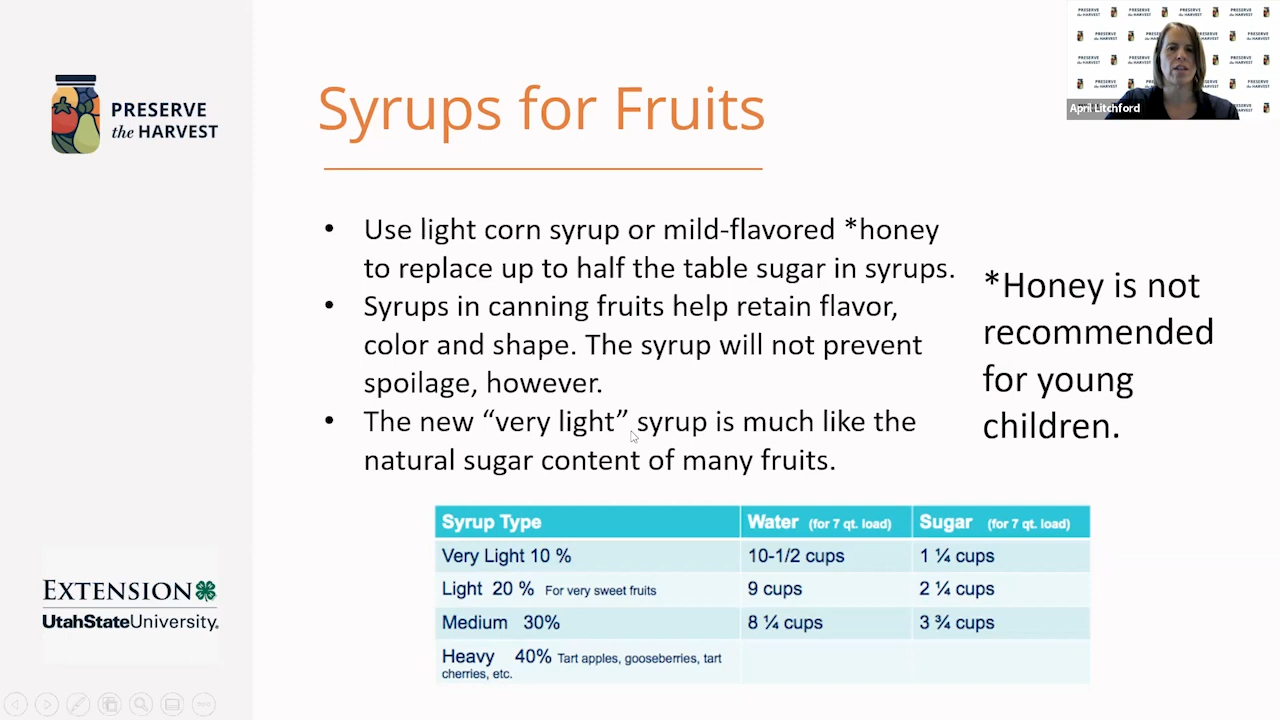 PRESERVE
the HARVEST
Syrups for Fruits
April Litchford
• Use light corn syrup or mild-flavored *honey
to replace up to half the table sugar in syrups.
• Syrups in canning fruits help retain flavor,
color and shape. The syrup will not prevent
spoilage, however.
• The new “very light” syrup is much like the
natural sugar content of many fruits.
*Honey is not
recommended
for young
children.
Syrup Type Water (for 7 qt. load) Sugar (for 7 qt. load)
Very Light 10 % 10-1/2 cups 1 ¼ cups
Light 20 % For very sweet fruits 9 cups 2 ¼ cups
Medium 30% 8 ¼ cups 3 ¾ cups
Heavy 40% Tart apples, gooseberries, tart
cherries, etc.
EXTENSION
UtahStateUniversity.